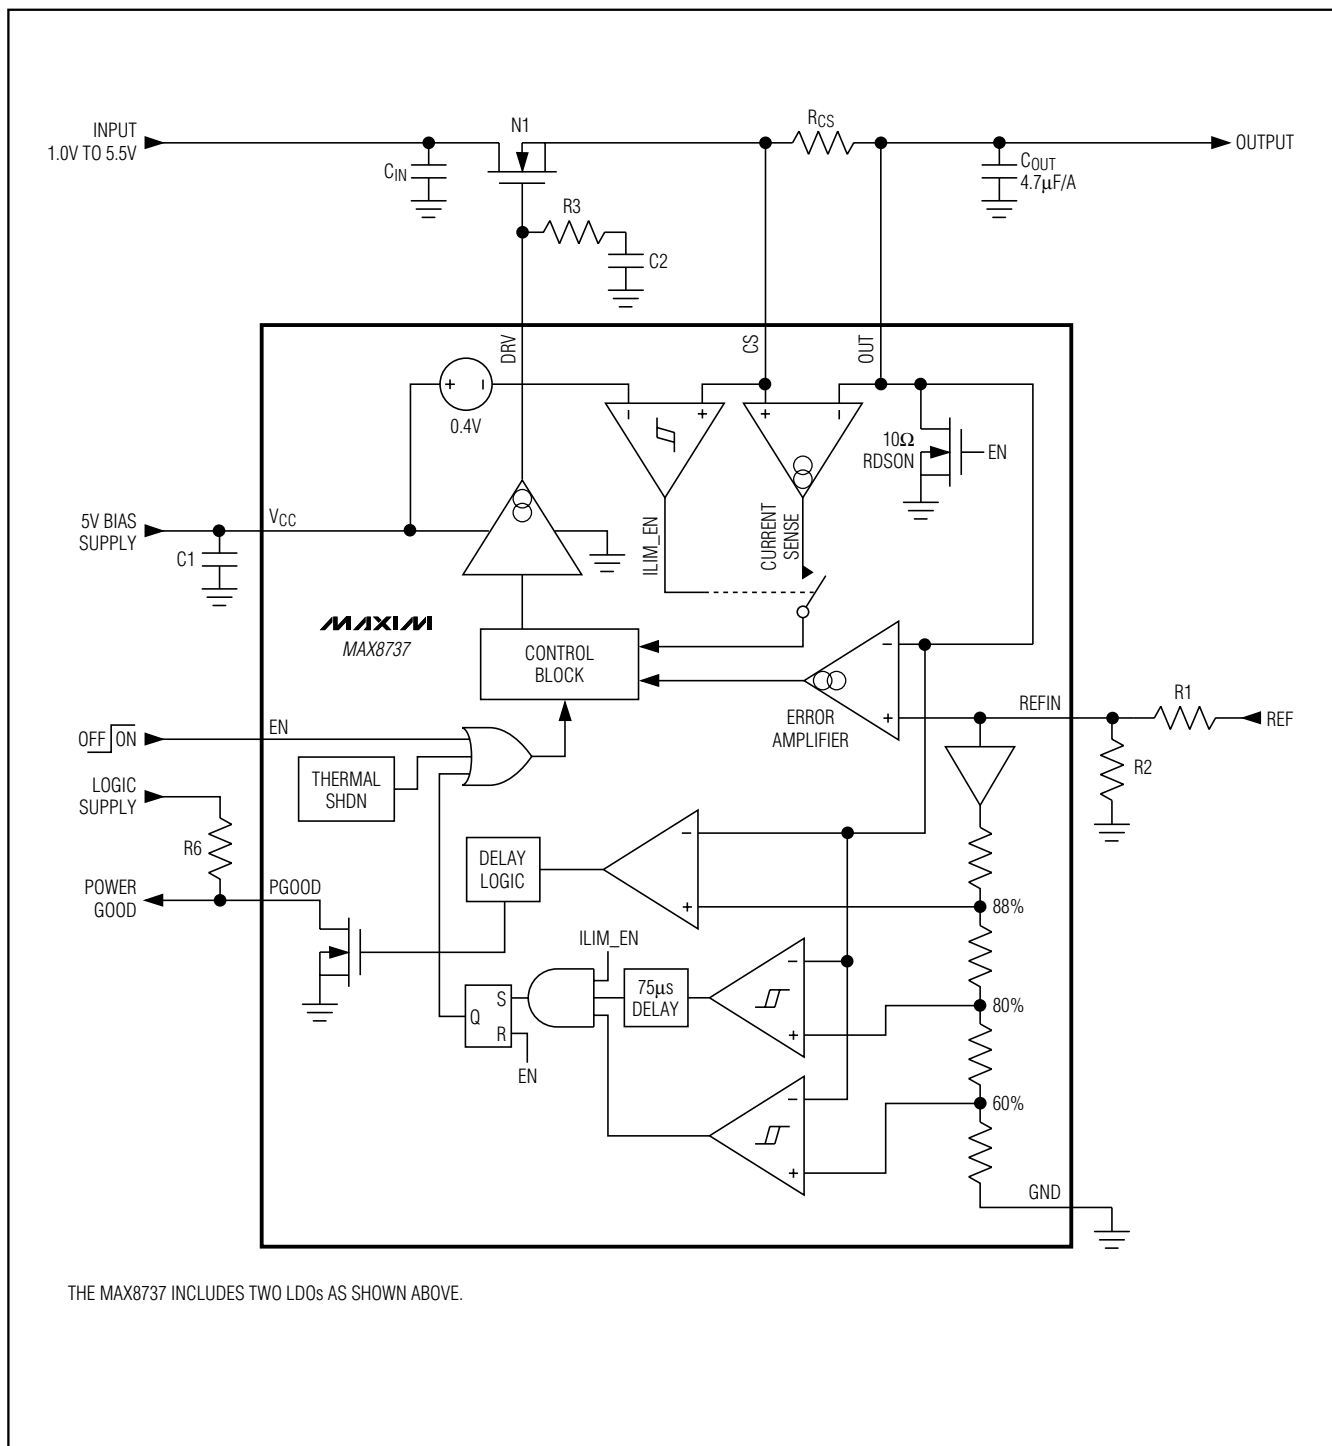 INPUT
1.0V TO 5.5V
CIN
N1
RCS
COUT
4.7µF/A
OUTPUT
R3
C2
DRV
CS
OUT
+
−
0.4V
−
+
+
−
10Ω
RDSON
EN
5V BIAS
SUPPLY
VCC
C1
ILIM_EN
CURRENT
SENSE
MAXIM
MAX8737
CONTROL
BLOCK
−
+
ERROR
AMPLIFIER
REFIN
R1
REF
R2
OFF ON
EN
THERMAL
SHDN
LOGIC
SUPPLY
R6
POWER
GOOD
PGOOD
DELAY
LOGIC
−
+
88%
ILIM_EN
75µs
DELAY
−
+
80%
S
Q
R
EN
−
+
60%
GND
THE MAX8737 INCLUDES TWO LDOs AS SHOWN ABOVE.